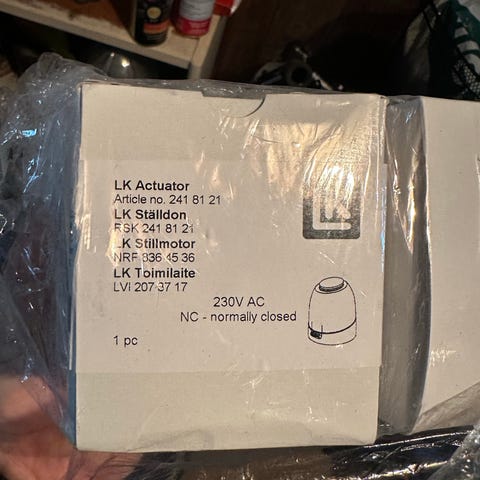 LK Actuator
Article no. 241 81 21
LK Ställdon
RSK 241 81 21
LK Stillmotor
NRF 836 45 36
LK Toimilaite
LVI 207 37 17
230V AC
NC - normally closed
1 pc
LK